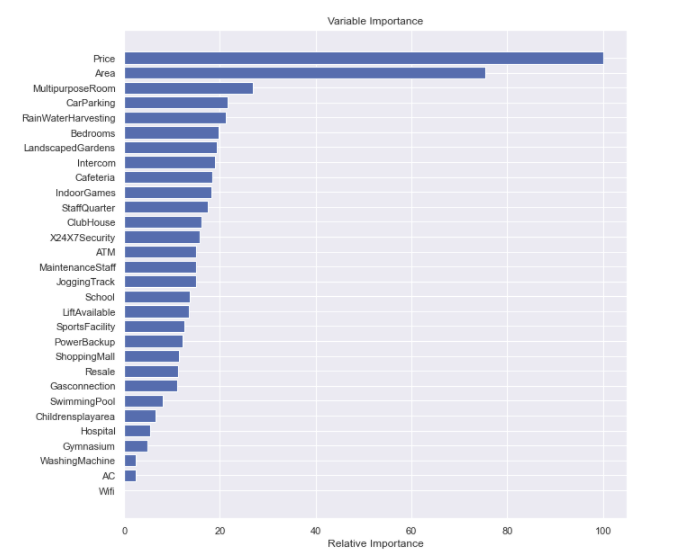 Variable Importance
Price
Area
MultipurposeRoom
CarParking
RainWaterHarvesting
Bedrooms
LandscapedGardens
Intercom
Cafeteria
IndoorGames
StaffQuarter
ClubHouse
X24X7Security
ATM
MaintenanceStaff
JoggingTrack
School
LiftAvailable
SportsFacility
PowerBackup
ShoppingMall
Resale
Gasconnection
SwimmingPool
Childrensplayarea
Hospital
Gymnasium
WashingMachine
AC
Wifi
0 20 40 60 80 100
Relative Importance